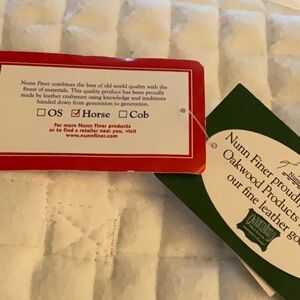 Nunn Finer combines the best of old world quality with the
finest of materials. This quality product has been proudly
made by leather craftsmen using knowledge and traditions
handed down from generation to generation.
☐ OS ☑ Horse ☐ Cob
For more Nunn Finer products
or to find a retailer near you, visit
www.nunnfiner.com
Nunn Finer proudly
Oakwood Products
our fine leather